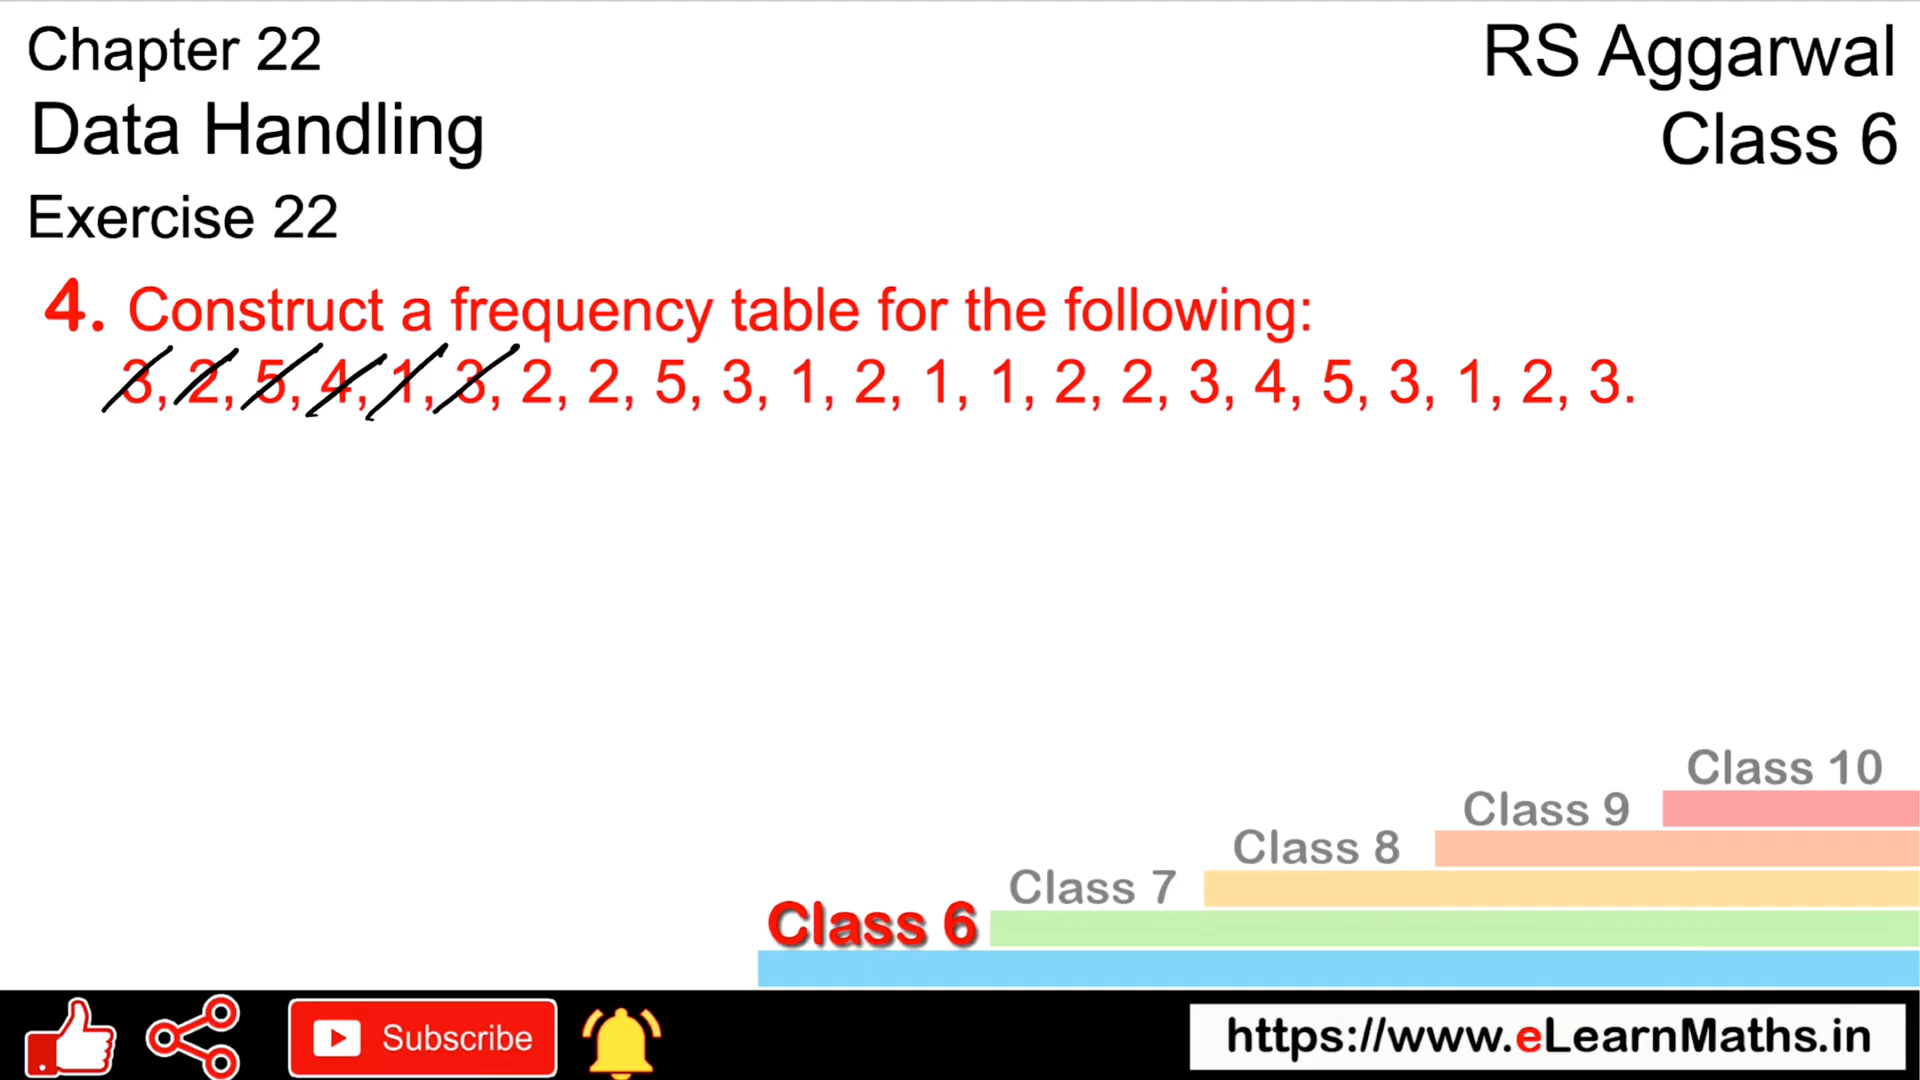 Chapter 22
RS Aggarwal
Data Handling
Class 6
Exercise 22
4. Construct a frequency table for the following:
3, 2, 5, 4, 1, 3, 2, 2, 5, 3, 1, 2, 1, 1, 2, 2, 3, 4, 5, 3, 1, 2, 3.
Class 10
Class 9
Class 8
Class 7
Class 6
Subscribe
https://www.eLearnMaths.in